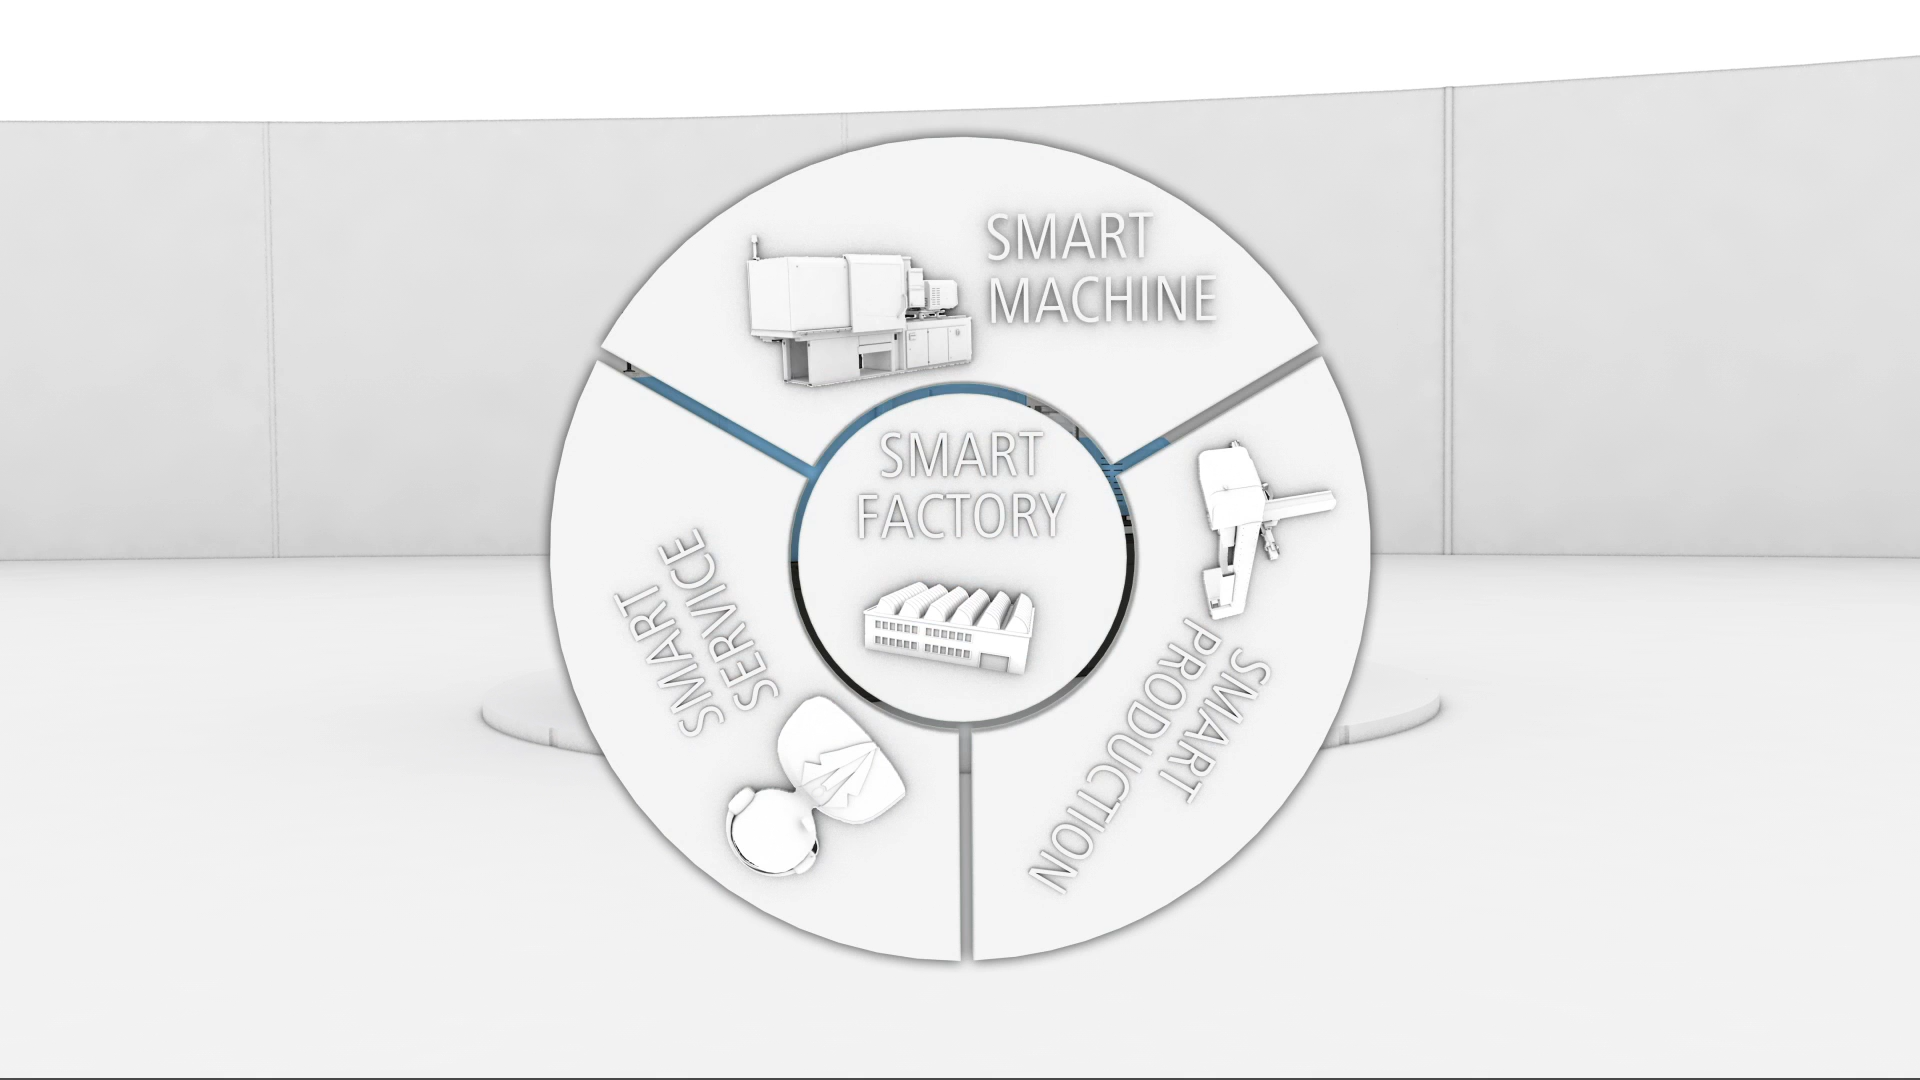 SMART
MACHINE
SMART
FACTORY
SMART
SERVICE
SMART
PRODUCTION